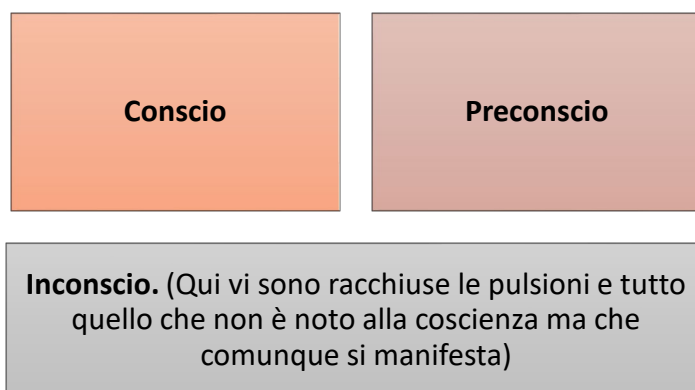 Conscio
Preconscio
Inconscio. (Qui vi sono racchiuse le pulsioni e tutto
quello che non è noto alla coscienza ma che
comunque si manifesta)